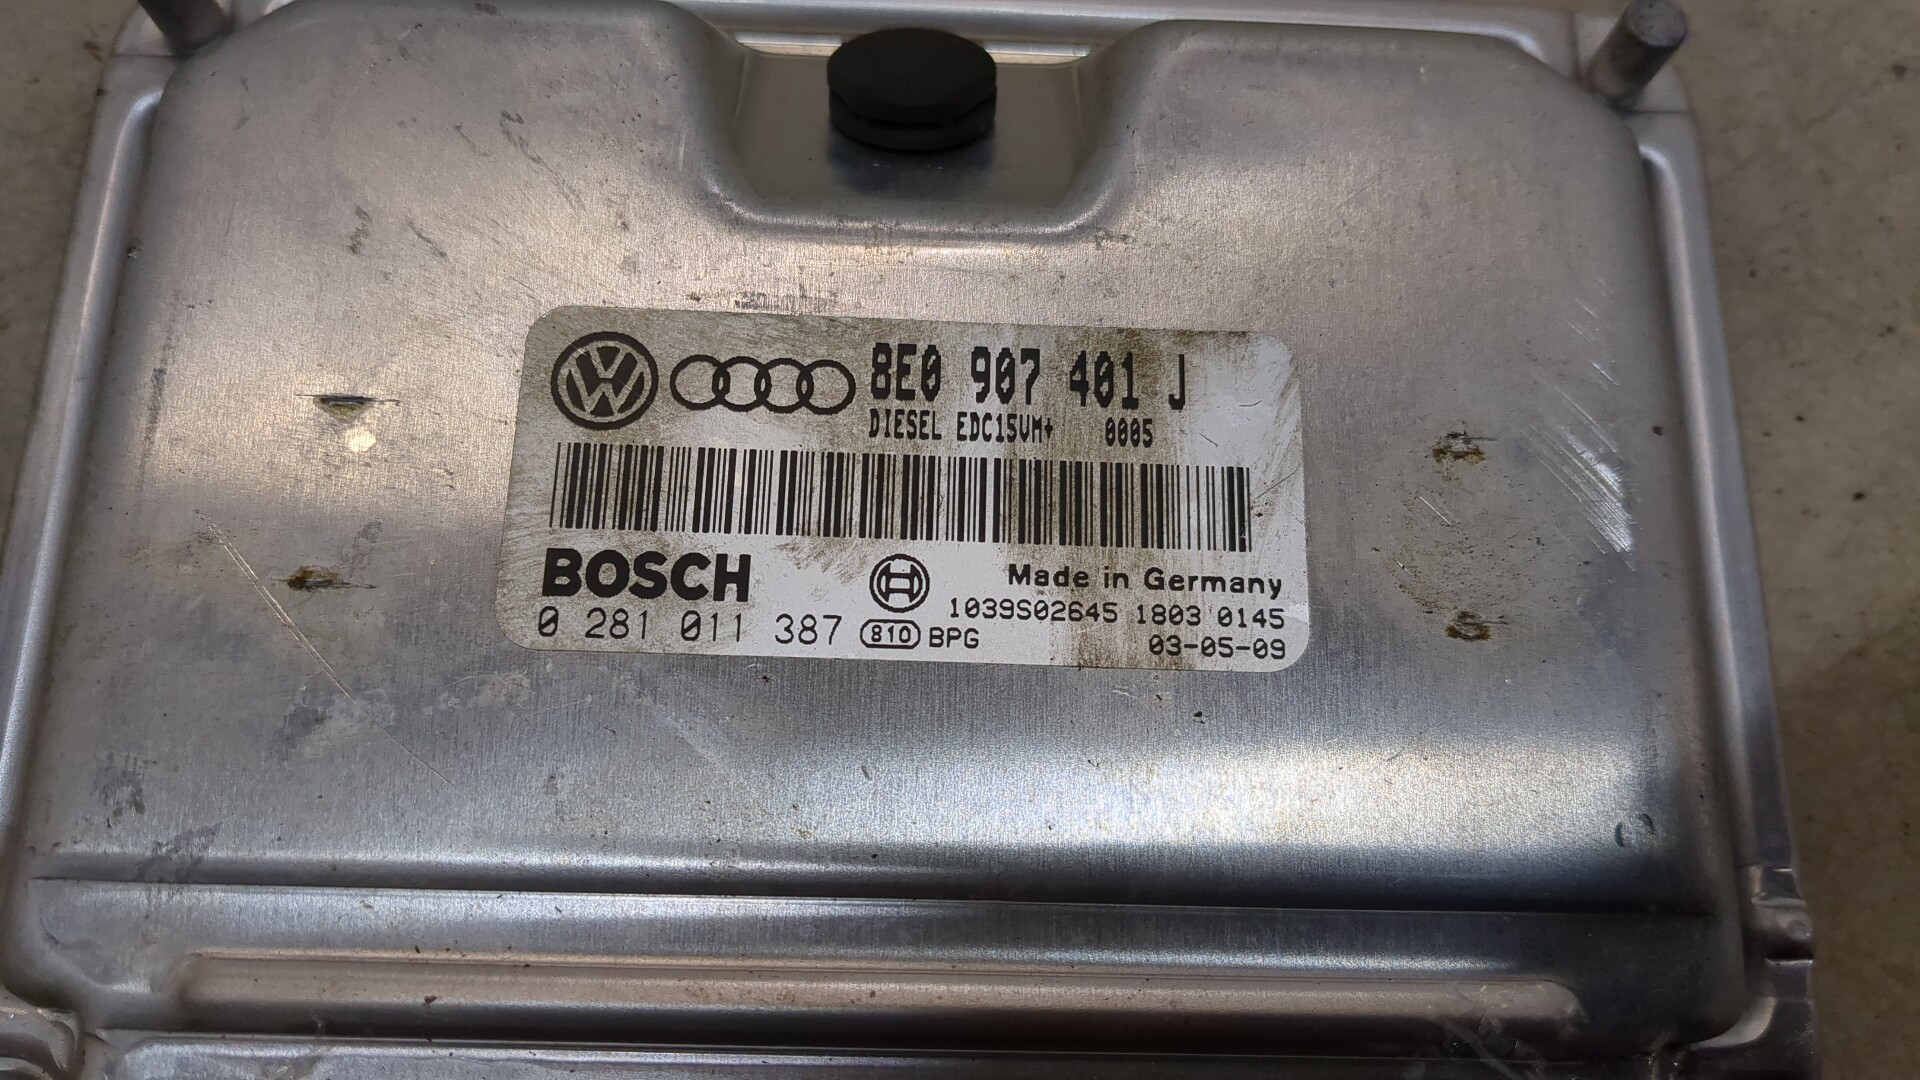 8E0 907 401 J
DIESEL EDC15VM+ 0005
BOSCH
Made in Germany
0 281 011 387 810 BPG
1039S02645 1803 0145
03-05-09